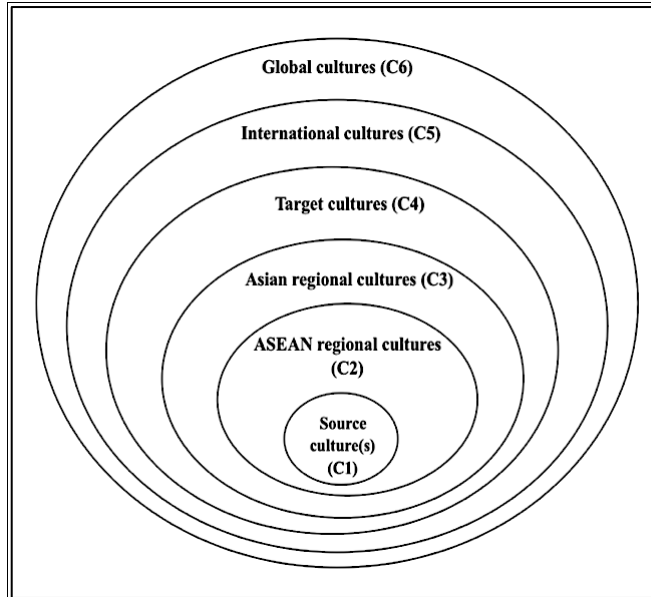 Global cultures (C6)
International cultures (C5)
Target cultures (C4)
Asian regional cultures (C3)
ASEAN regional cultures
(C2)
Source
culture(s)
(C1)